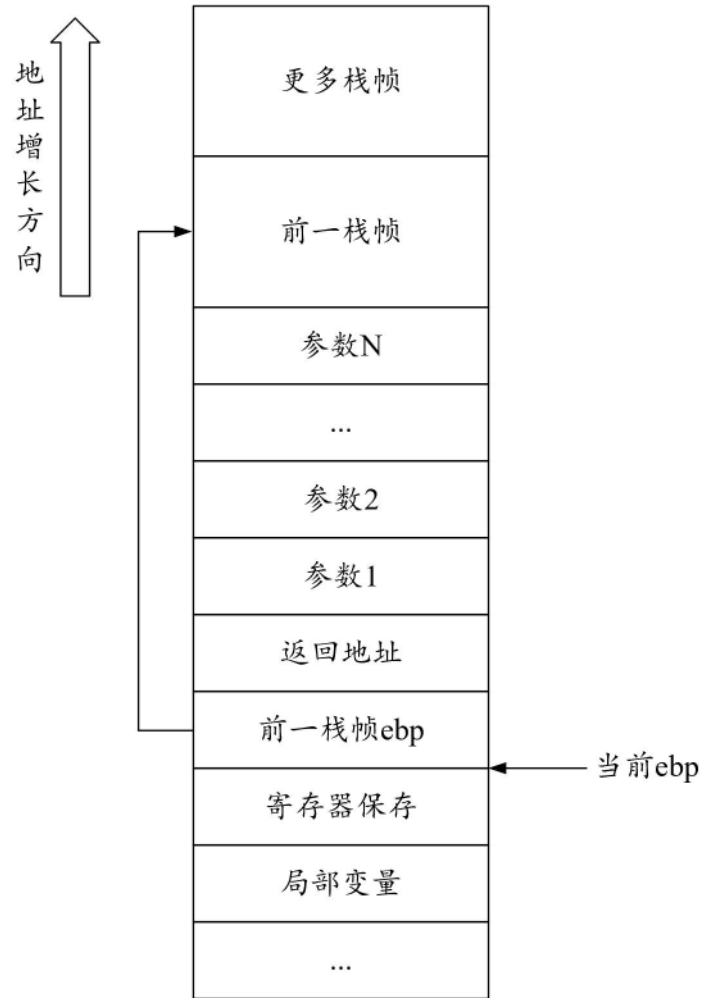 地址增长方向
更多栈帧
前一栈帧
参数N
...
参数2
参数1
返回地址
前一栈帧ebp
当前ebp
寄存器保存
局部变量
...